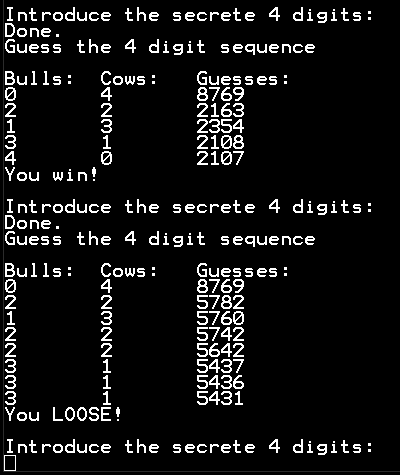 Introduce the secrete 4 digits:
Done.
Guess the 4 digit sequence
Bulls: Cows: Guesses:
0 4 8769
2 2 2163
1 3 2354
3 1 2108
4 0 2107
You win!
Introduce the secrete 4 digits:
Done.
Guess the 4 digit sequence
Bulls: Cows: Guesses:
0 4 8769
2 2 5782
1 3 5760
2 2 5742
2 2 5642
3 1 5437
3 1 5436
3 1 5431
You LOOSE!
Introduce the secrete 4 digits: